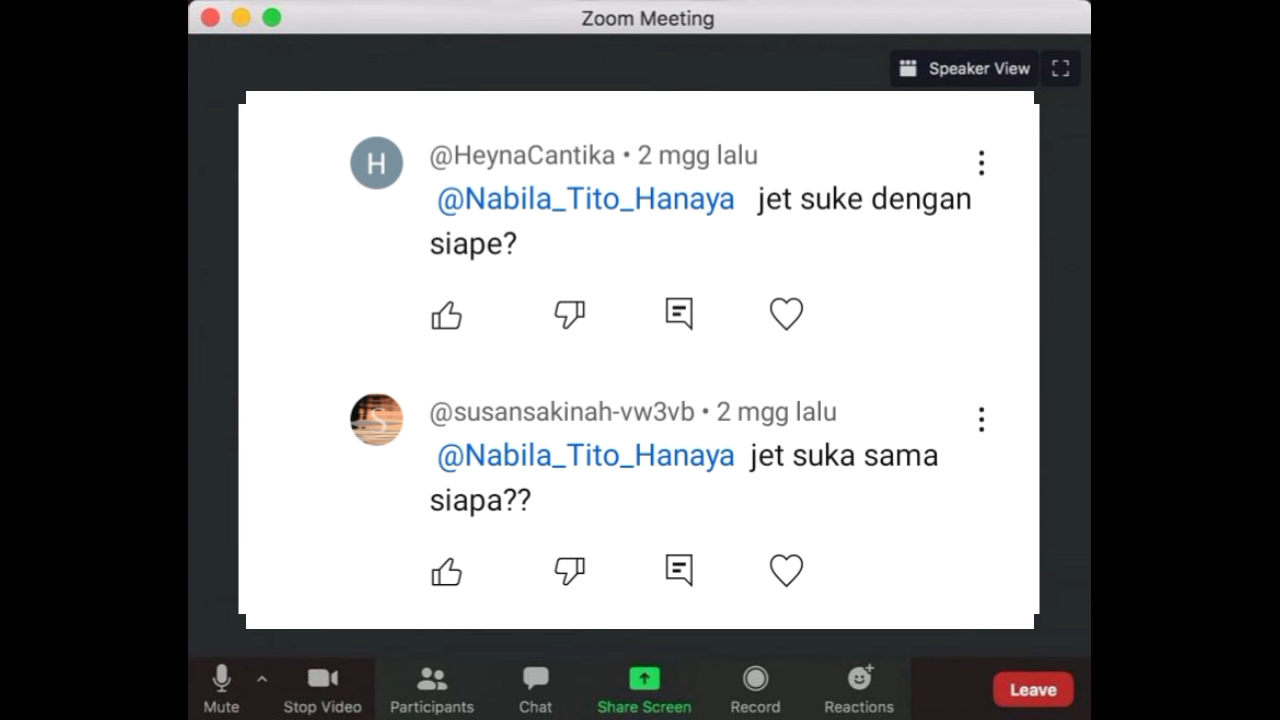 Zoom Meeting
Speaker View
H
@HeynaCantika • 2 mgg lalu
@Nabila_Tito_Hanaya jet suke dengan
siape?
S
@susansakinah-vw3vb • 2 mgg lalu
@Nabila_Tito_Hanaya jet suka sama
siapa??
Mute
Stop Video
Participants
Chat
Share Screen
Record
Reactions
Leave